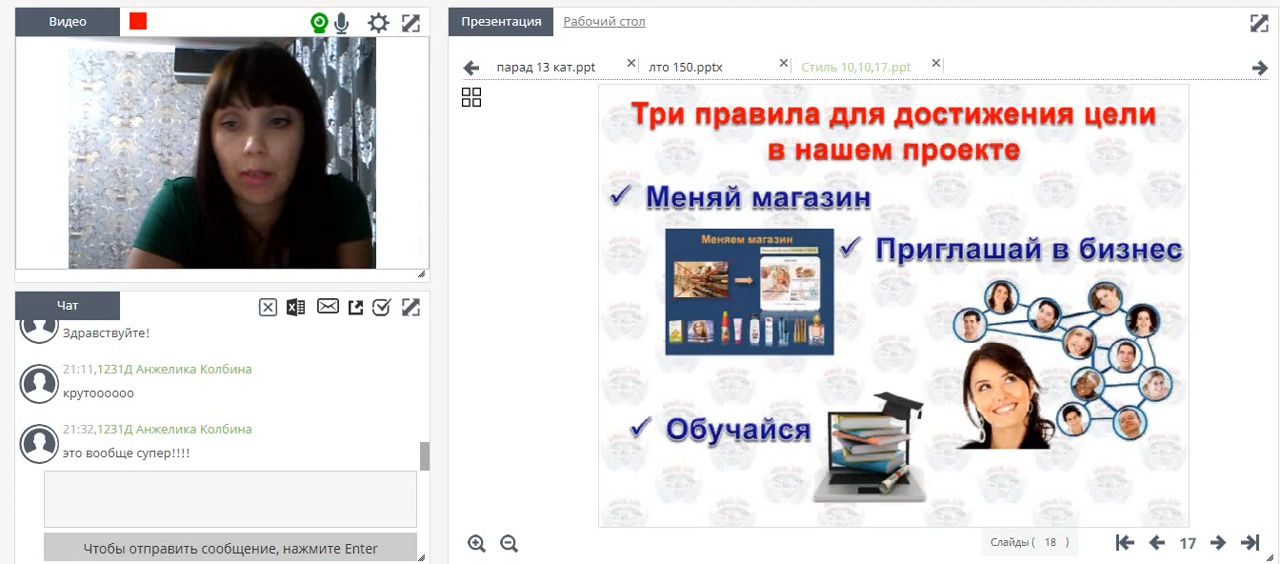 Видео
Чат
Здравствуйте!
21:11,1231Д Анжелика Колбина
крутоооооо
21:32,1231Д Анжелика Колбина
это вообще супер!!!!
Чтобы отправить сообщение, нажмите Enter
Презентация
Рабочий стол
парад 13 кат.ppt
лто 150.pptx
Стиль 10,10,17.ppt
Три правила для достижения цели
в нашем проекте
Меняй магазин
Меняем магазин
Приглашай в бизнес
Обучайся
Слайды ( 18 )
17